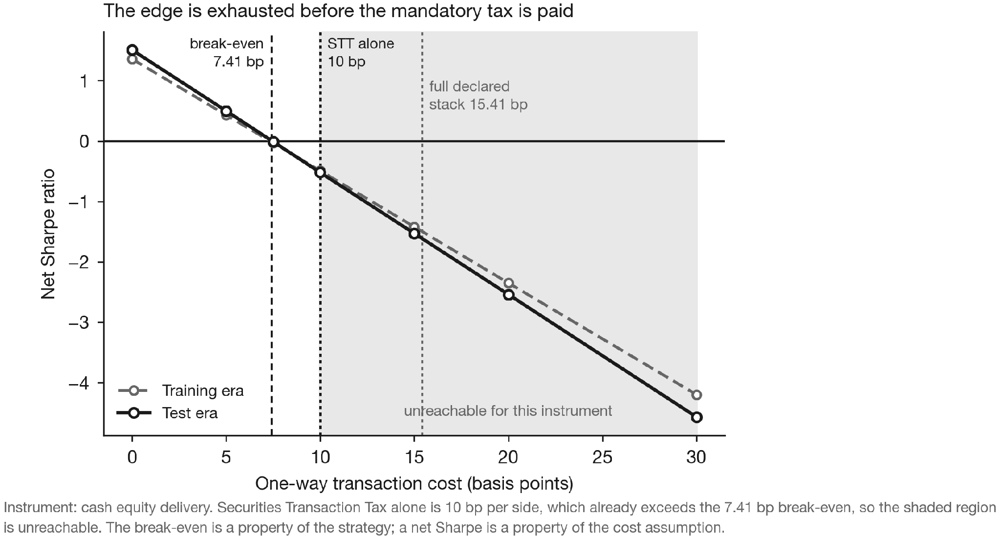 The edge is exhausted before the mandatory tax is paid
break-even
7.41 bp
STT alone
10 bp
full declared
stack 15.41 bp
1
0
−1
−2
−3
−4
Net Sharpe ratio
Training era
Test era
unreachable for this instrument
0 5 10 15 20 25 30
One-way transaction cost (basis points)
Instrument: cash equity delivery. Securities Transaction Tax alone is 10 bp per side, which already exceeds the 7.41 bp break-even, so the shaded region
is unreachable. The break-even is a property of the strategy; a net Sharpe is a property of the cost assumption.